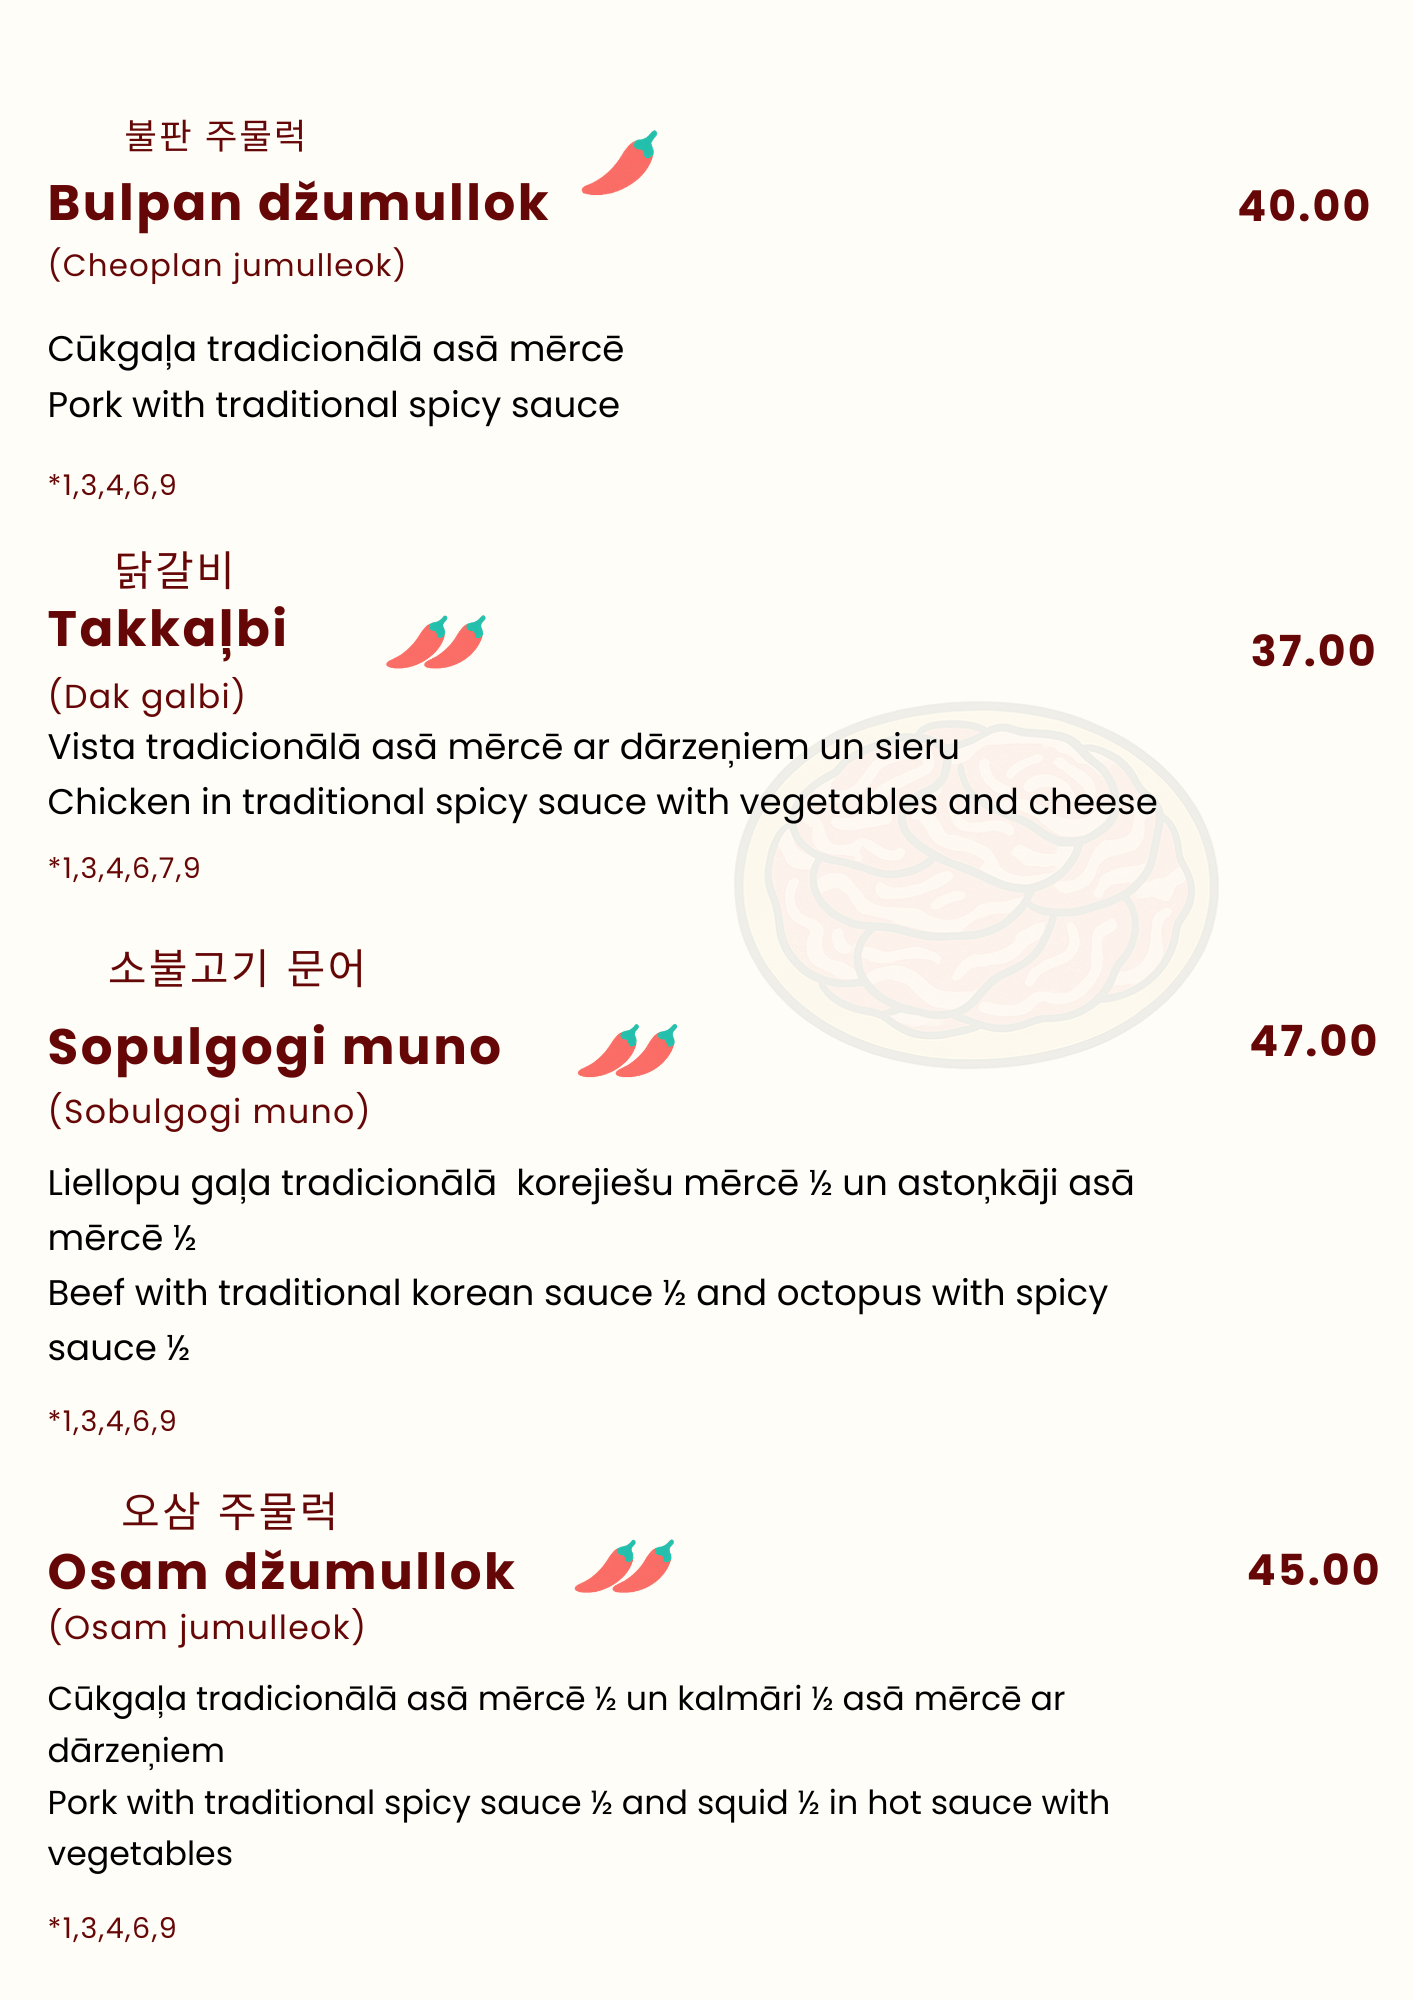 불판 주물럭
Bulpan džumullok
40.00
(Cheoplan jumulleok)
Cūkgaļa tradicionālā asā mērcē
Pork with traditional spicy sauce
*1,3,4,6,9
닭갈비
Takkaļbi
37.00
(Dak galbi)
Vista tradicionālā asā mērcē ar dārzeņiem un sieru
Chicken in traditional spicy sauce with vegetables and cheese
*1,3,4,6,7,9
소불고기 문어
Sopulgogi muno
47.00
(Sobulgogi muno)
Liellopu gaļa tradicionālā korejiešu mērcē ½ un astoņkāji asā
mērcē ½
Beef with traditional korean sauce ½ and octopus with spicy
sauce ½
*1,3,4,6,9
오삼 주물럭
Osam džumullok
45.00
(Osam jumulleok)
Cūkgaļa tradicionālā asā mērcē ½ un kalmāri ½ asā mērcē ar
dārzeņiem
Pork with traditional spicy sauce ½ and squid ½ in hot sauce with
vegetables
*1,3,4,6,9